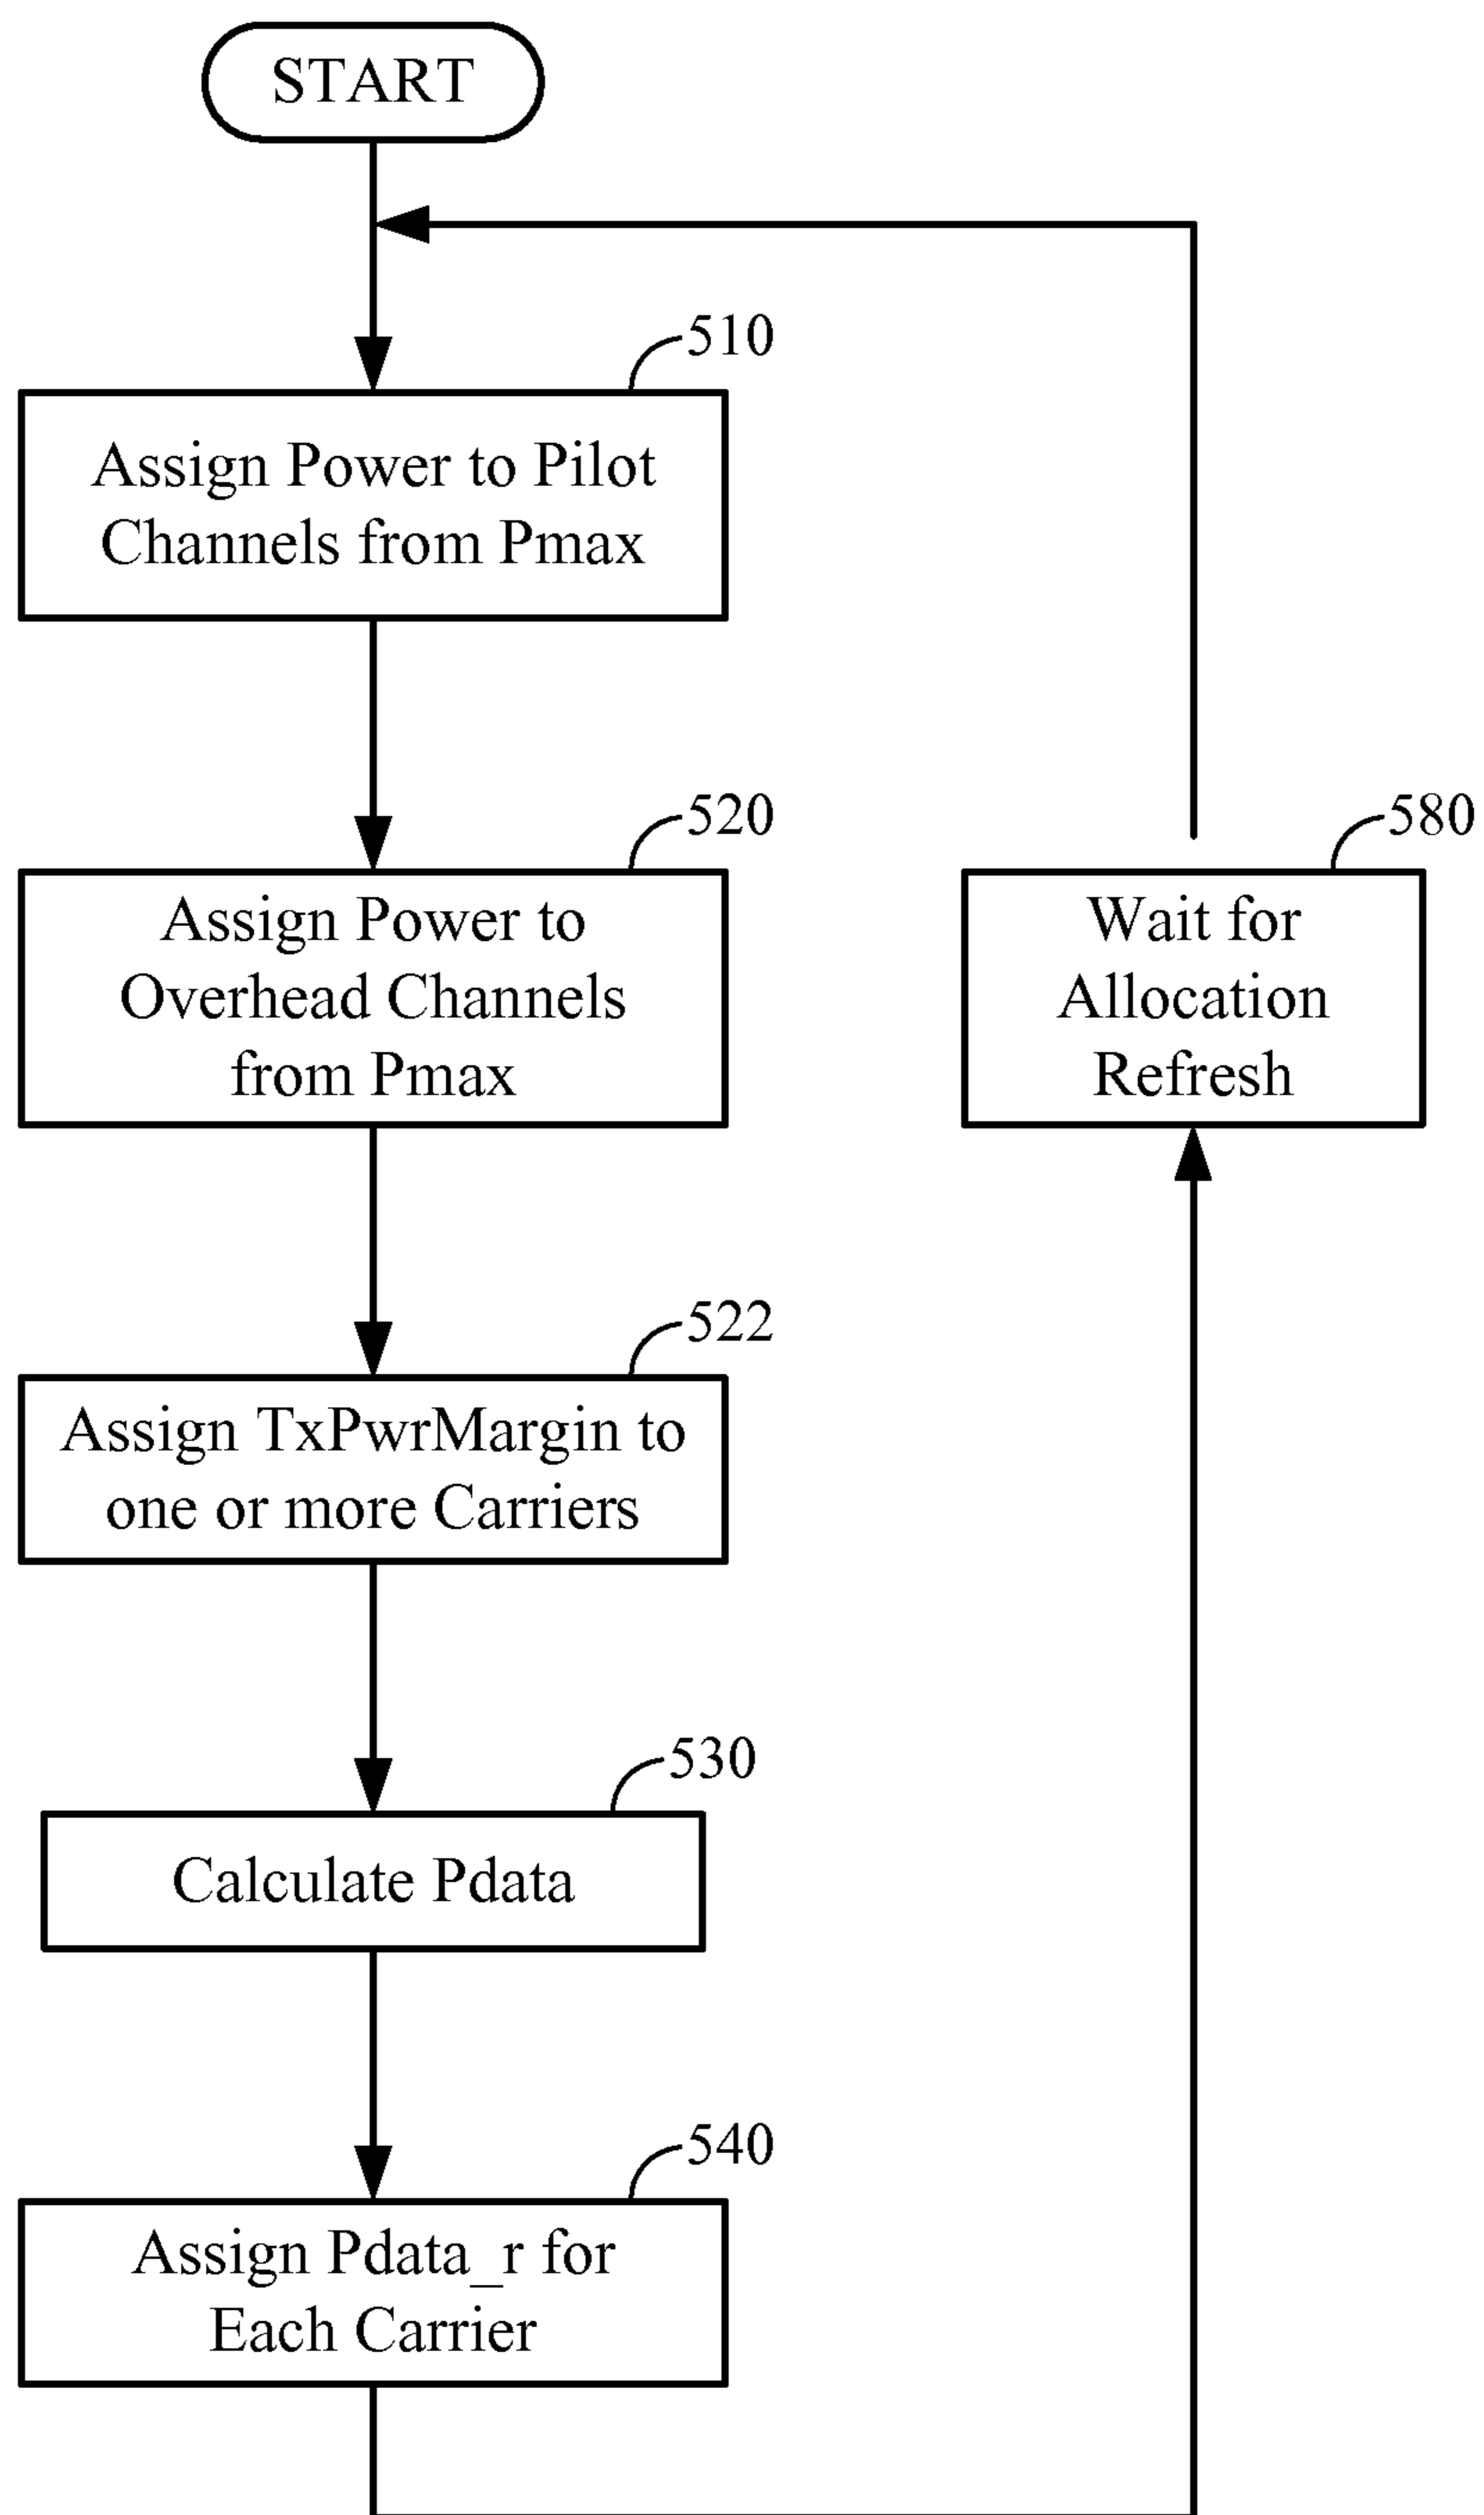 START
510
Assign Power to Pilot
Channels from Pmax
520
Assign Power to
Overhead Channels
from Pmax
580
Wait for
Allocation
Refresh
522
Assign TxPwrMargin to
one or more Carriers
530
Calculate Pdata
540
Assign Pdata_r for
Each Carrier